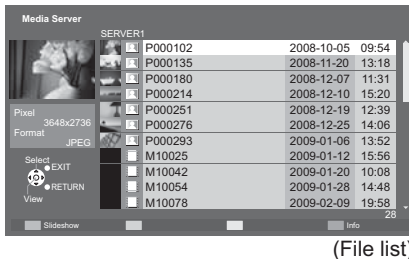 Media Server
SERVER1
P000102 2008-10-05 09:54
P000135 2008-11-20 13:18
P000180 2008-12-07 11:31
P000214 2008-12-10 15:20
P000251 2008-12-19 12:39
P000276 2008-12-25 14:06
P000293 2009-01-06 13:52
M10025 2009-01-12 15:56
M10042 2009-01-20 10:08
M10054 2009-01-28 14:48
M10078 2009-02-09 19:58
28
Pixel
3648x2736
Format
JPEG
Select
EXIT
RETURN
View
Slideshow
Info
(File list)